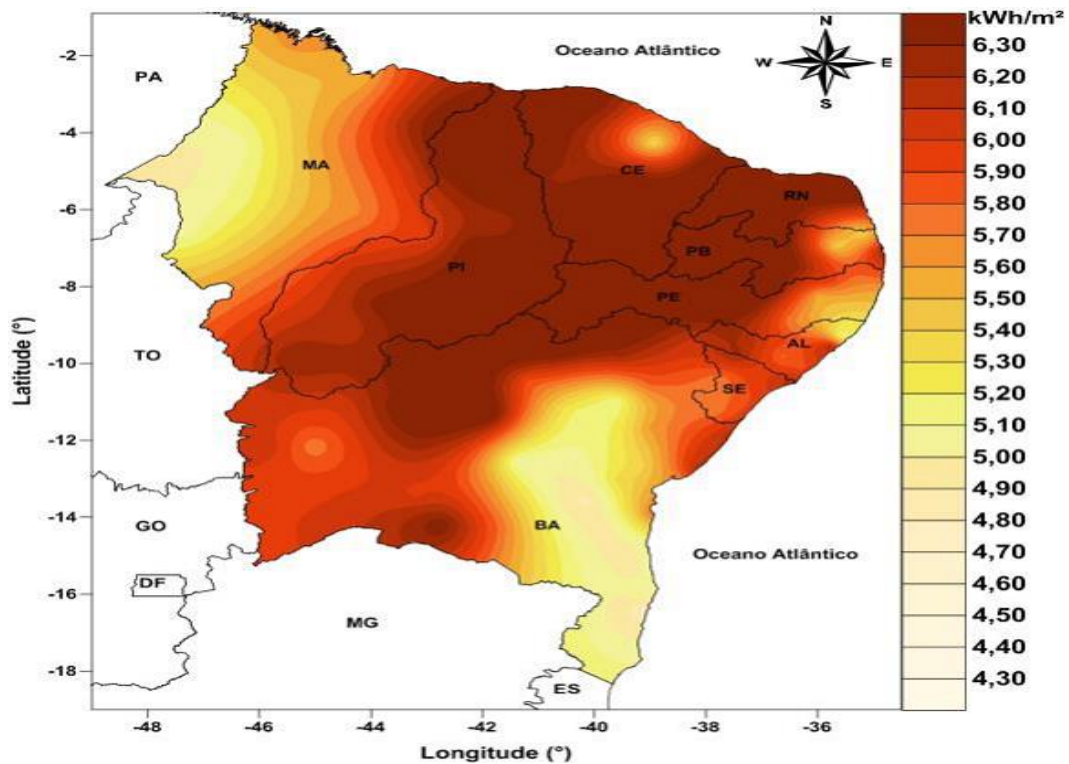 kWh/m²
N
W E
S
Oceano Atlântico
PA
MA
CE
RN
PB
PI
PE
AL
SE
TO
BA
GO
DF
MG
ES
Oceano Atlântico
6,30
6,20
6,10
6,00
5,90
5,80
5,70
5,60
5,50
5,40
5,30
5,20
5,10
5,00
4,90
4,80
4,70
4,60
4,50
4,40
4,30
Latitude (°)
-2
-4
-6
-8
-10
-12
-14
-16
-18
-48 -46 -44 -42 -40 -38 -36
Longitude (°)